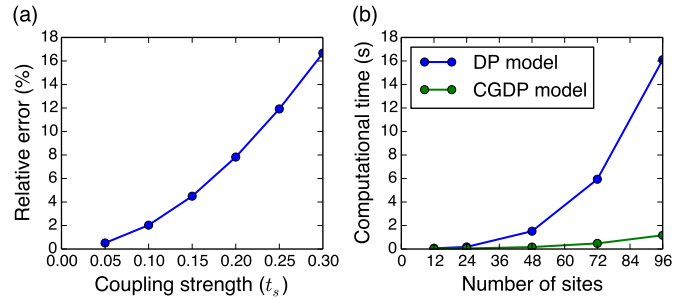 (a)
Relative error (%)
18
16
14
12
10
8
6
4
2
0
0.00 0.05 0.10 0.15 0.20 0.25 0.30
Coupling strength (tₛ)
(b)
Computational time (s)
18
16
14
12
10
8
6
4
2
0
DP model
CGDP model
0 12 24 36 48 60 72 84 96
Number of sites